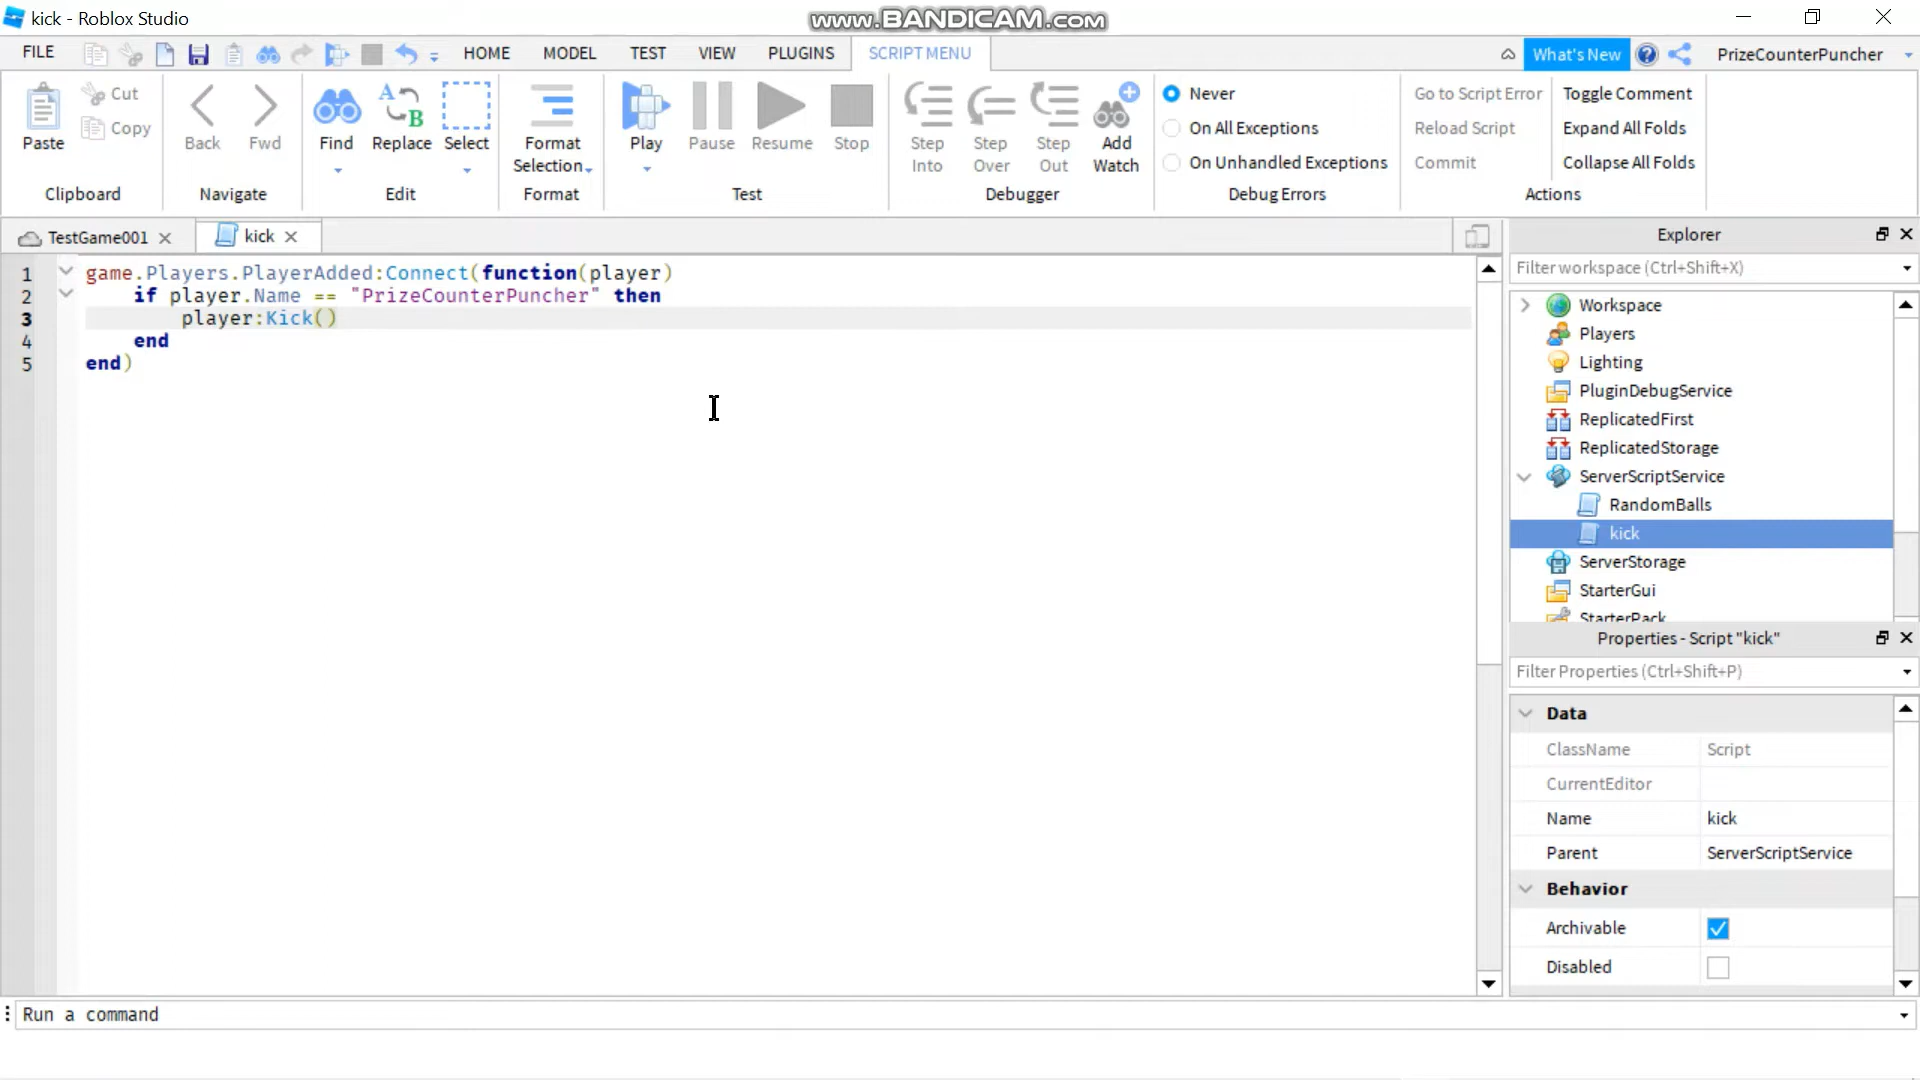 kick - Roblox Studio
www.BANDICAM.com
FILE
HOME
MODEL
TEST
VIEW
PLUGINS
SCRIPT MENU
What's New
PrizeCounterPuncher
Paste
Cut
Copy
Clipboard
Back
Fwd
Navigate
Find
Replace
Select
Edit
Format
Selection
Format
Play
Pause
Resume
Stop
Test
Step
Into
Step
Over
Step
Out
Add
Watch
Debugger
Never
On All Exceptions
On Unhandled Exceptions
Debug Errors
Go to Script Error
Reload Script
Commit
Toggle Comment
Expand All Folds
Collapse All Folds
Actions
TestGame001
kick
1 game.Players.PlayerAdded:Connect(function(player)
2 if player.Name == "PrizeCounterPuncher" then
3 player:Kick()
4 end
5 end)
Explorer
Filter workspace (Ctrl+Shift+X)
Workspace
Players
Lighting
PluginDebugService
ReplicatedFirst
ReplicatedStorage
ServerScriptService
RandomBalls
kick
ServerStorage
StarterGui
StarterPack
Properties - Script "kick"
Filter Properties (Ctrl+Shift+P)
Data
ClassName Script
CurrentEditor
Name kick
Parent ServerScriptService
Behavior
Archivable
Disabled
Run a command